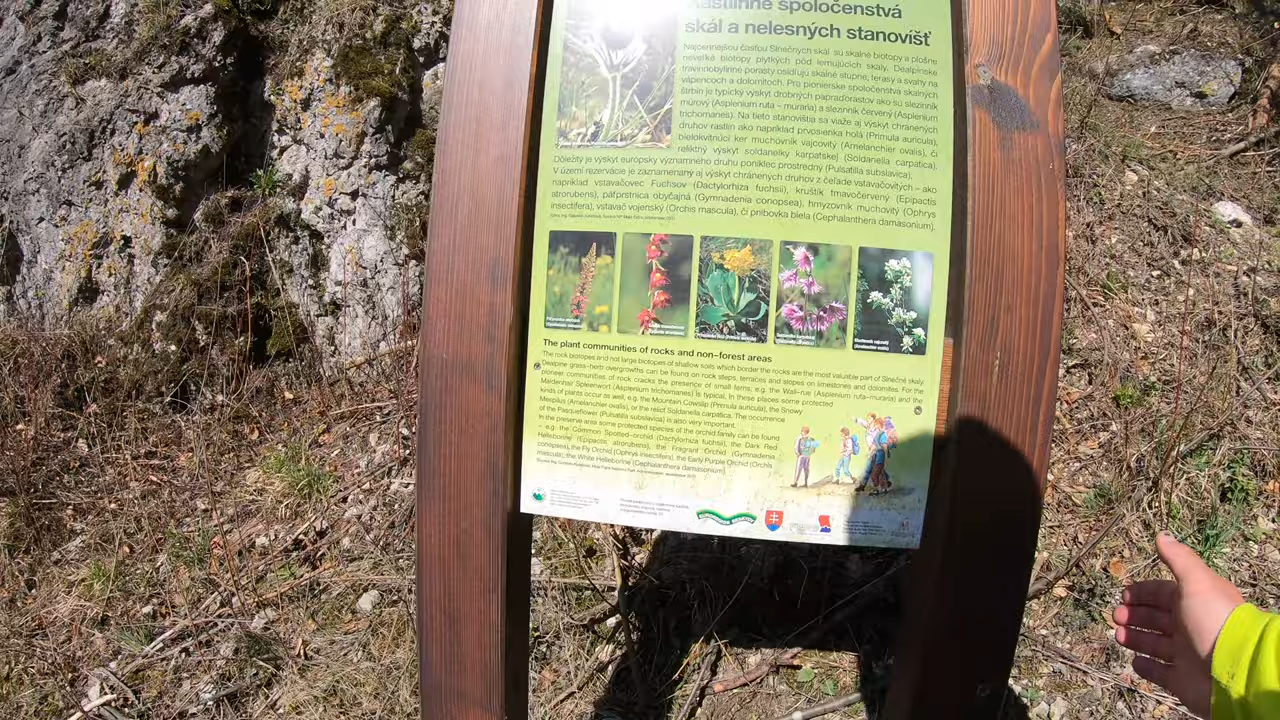 Rastlinné spoločenstvá
skál a nelesných stanovíšť
Najcennejšou časťou Slnečných skál sú skalné biotopy a plošne
neveľké biotopy plytkých pôd lemujúcich skaly. Dealpínske
travinnobylinné porasty osídľujú skalné stupne, terasy a svahy na
vápencoch a dolomitoch. Pre pionierske spoločenstvá skalných
štrbín je typický výskyt drobných papraďorastov ako sú slezinník
múrový (Asplenium ruta – muraria) a slezinník červený (Asplenium
trichomanes). Na tieto stanovištia sa viaže aj výskyt chránených
druhov rastlín ako napríklad prvosienka holá (Primula auricula),
bielokvitnúci ker muchovník vajcovitý (Amelanchier ovalis), či
reliktný výskyt soldanelky karpatskej (Soldanella carpatica).
Dôležitý je výskyt európsky významného druhu poniklec prostredný (Pulsatilla subslavica).
V území rezervácie je zaznamenaný aj výskyt chránených druhov z čeľade vstavačovitých – ako
napríklad vstavačovec Fuchsov (Dactylorhiza fuchsii), kruštík tmavočervený (Epipactis
atrorubens), päťprstnica obyčajná (Gymnadenia conopsea), hmyzovník muchovitý (Ophrys
insectifera), vstavač vojenský (Orchis mascula), či prilbovka biela (Cephalanthera damasonium).
The plant communities of rocks and non–forest areas
The rock biotopes and not large biotopes of shallow soils which border the rocks are the most valuable part of Slnečné skaly.
Dealpine grass–herb overgrowths can be found on rock steps, terraces and slopes on limestones and dolomites. For the
pioneer communities of rock cracks the presence of small ferns, e.g. the Wall–rue (Asplenium ruta–muraria) and the
Maidenhair Spleenwort (Asplenium trichomanes) is typical. In these places some protected
kinds of plants occur as well, e.g. the Mountain Cowslip (Primula auricula), the Snowy
Mespilus (Amelanchier ovalis), or the relict Soldanella carpatica. The occurrence
of the Pasqueflower (Pulsatilla subslavica) is also very important.
In the preserve area some protected species of the orchid family can be found
– e.g. the Common Spotted–orchid (Dactylorhiza fuchsii), the Dark Red
Helleborine (Epipactis atrorubens), the Fragrant Orchid (Gymnadenia
conopsea), the Fly Orchid (Ophrys insectifera), the Early Purple Orchid (Orchis
mascula), the White Helleborine (Cephalanthera damasonium).